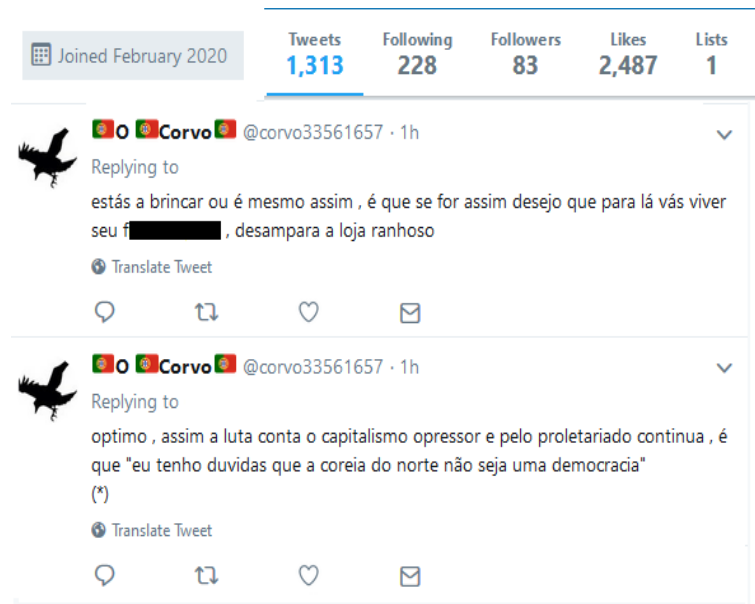 Joined February 2020
Tweets Following Followers Likes Lists
1,313 228 83 2,487 1
🇵🇹O 🇵🇹Corvo🇵🇹 @corvo33561657 · 1h
Replying to
estás a brincar ou é mesmo assim , é que se for assim desejo que para lá vás viver
seu f , desampara a loja ranhoso
Translate Tweet
🇵🇹O 🇵🇹Corvo🇵🇹 @corvo33561657 · 1h
Replying to
optimo , assim a luta conta o capitalismo opressor e pelo proletariado continua , é
que "eu tenho duvidas que a coreia do norte não seja uma democracia"
(*)
Translate Tweet